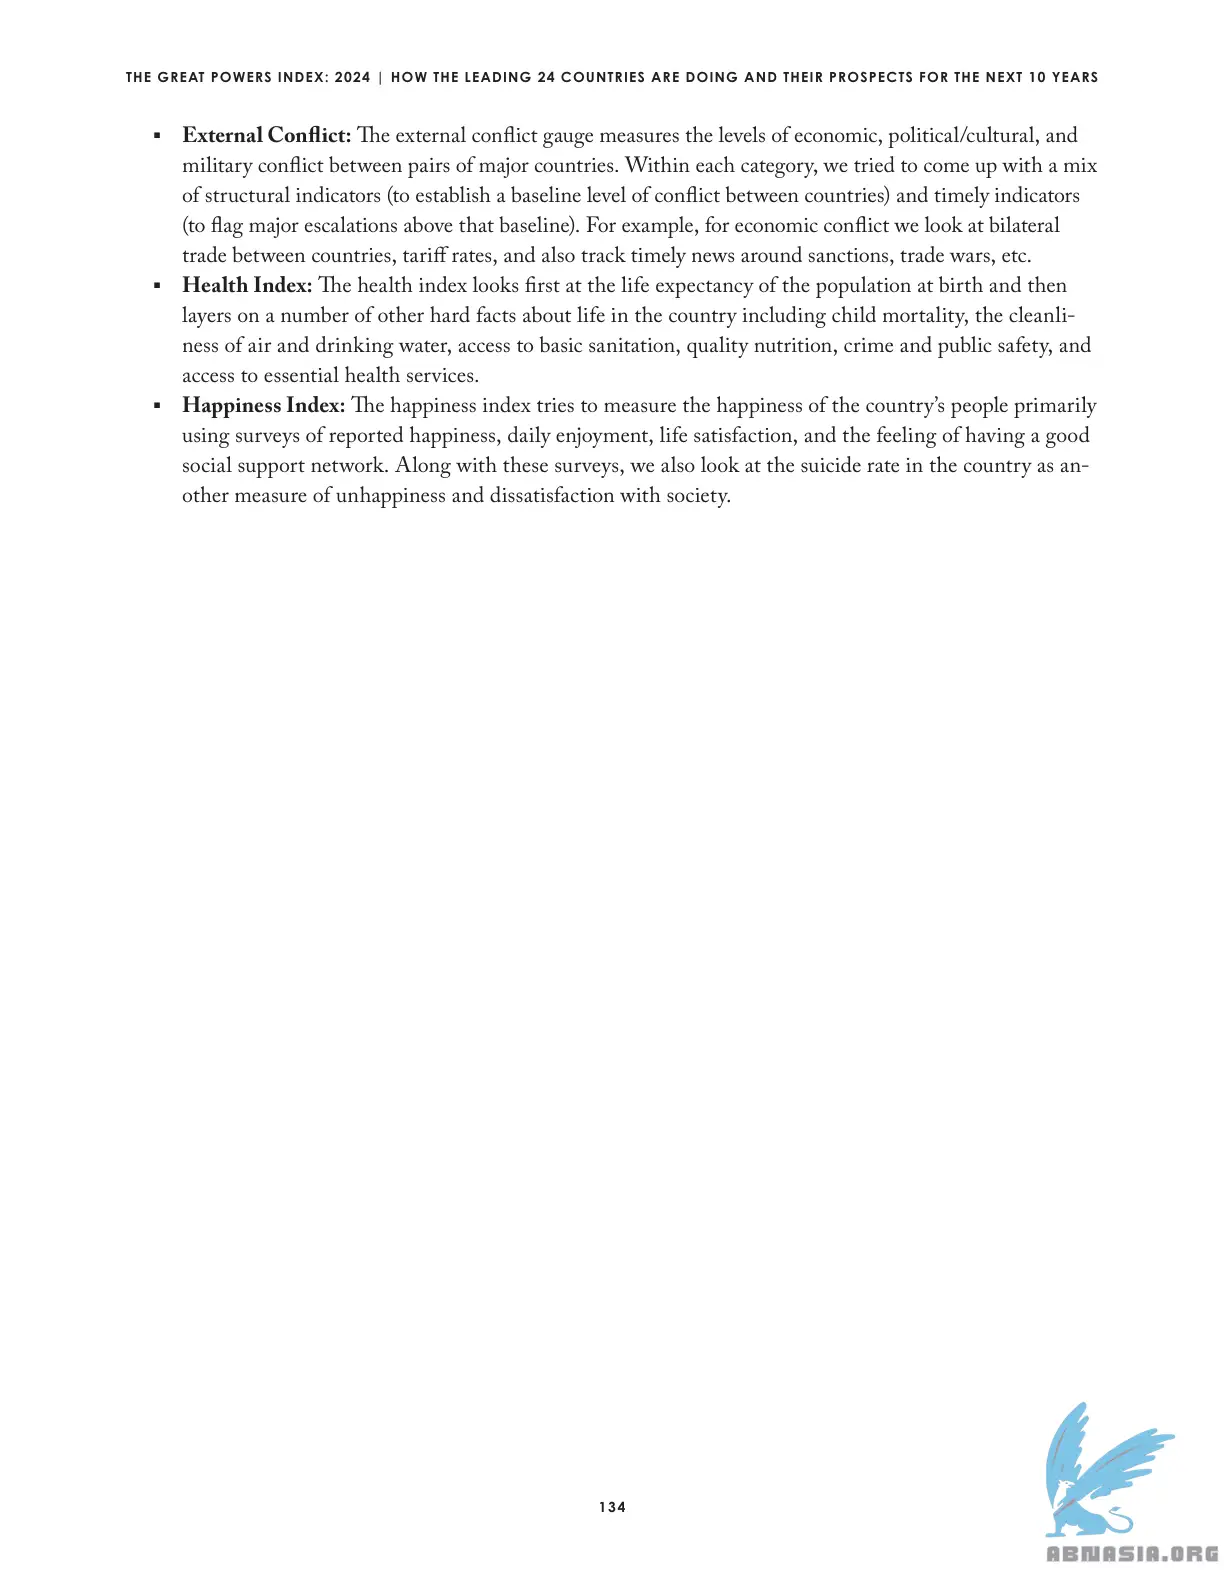 THE GREAT POWERS INDEX: 2024 | HOW THE LEADING 24 COUNTRIES ARE DOING AND THEIR PROSPECTS FOR THE NEXT 10 YEARS
▪ External Conflict: The external conflict gauge measures the levels of economic, political/cultural, and
military conflict between pairs of major countries. Within each category, we tried to come up with a mix
of structural indicators (to establish a baseline level of conflict between countries) and timely indicators
(to flag major escalations above that baseline). For example, for economic conflict we look at bilateral
trade between countries, tariff rates, and also track timely news around sanctions, trade wars, etc.
▪ Health Index: The health index looks first at the life expectancy of the population at birth and then
layers on a number of other hard facts about life in the country including child mortality, the cleanli-
ness of air and drinking water, access to basic sanitation, quality nutrition, crime and public safety, and
access to essential health services.
▪ Happiness Index: The happiness index tries to measure the happiness of the country’s people primarily
using surveys of reported happiness, daily enjoyment, life satisfaction, and the feeling of having a good
social support network. Along with these surveys, we also look at the suicide rate in the country as an-
other measure of unhappiness and dissatisfaction with society.
134
ABNASIA.ORG